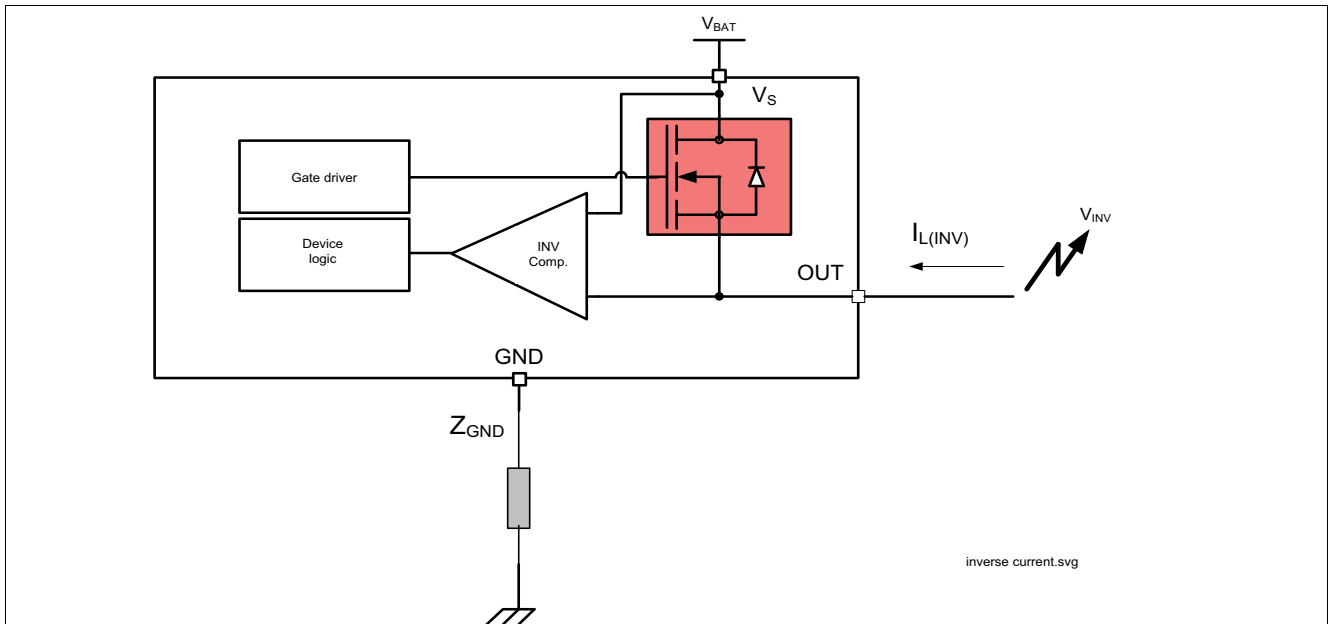 VBAT
VS
Gate driver
Device
logic
INV
Comp.
OUT
IL(INV)
VINV
GND
ZGND
inverse current.svg